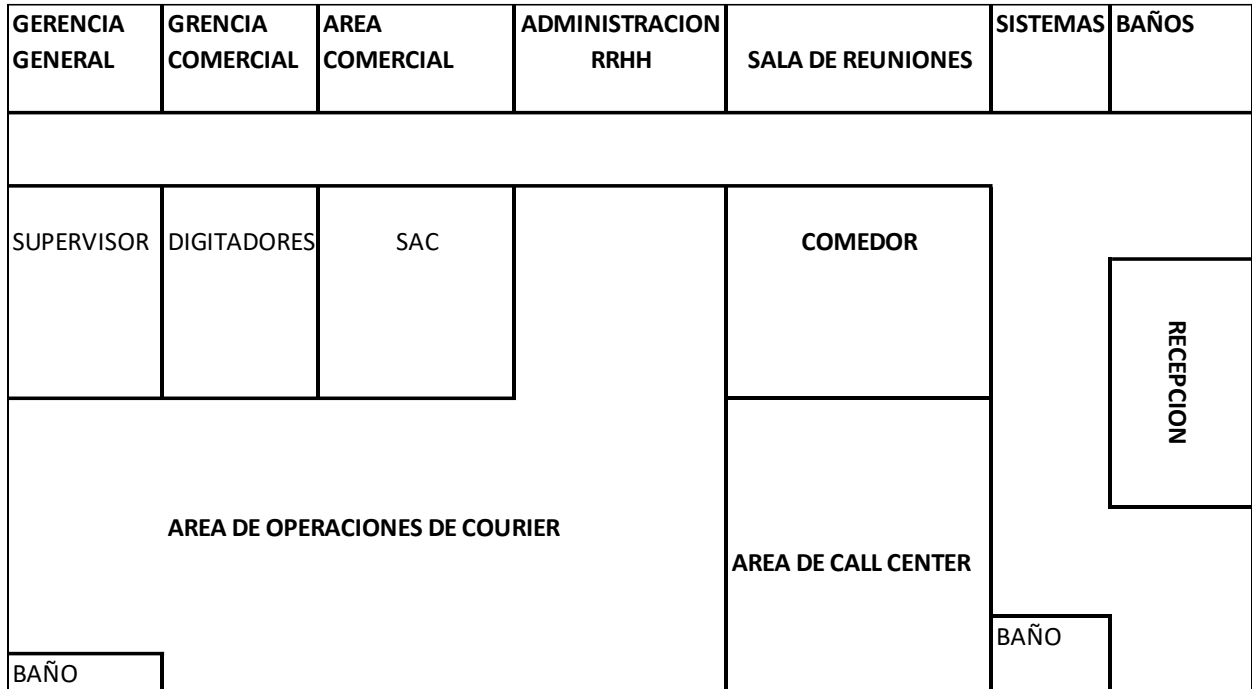 GERENCIA GENERAL
GRENCIA COMERCIAL
AREA COMERCIAL
ADMINISTRACION RRHH
SALA DE REUNIONES
SISTEMAS
BAÑOS
SUPERVISOR
DIGITADORES
SAC
COMEDOR
RECEPCION
AREA DE OPERACIONES DE COURIER
AREA DE CALL CENTER
BAÑO
BAÑO